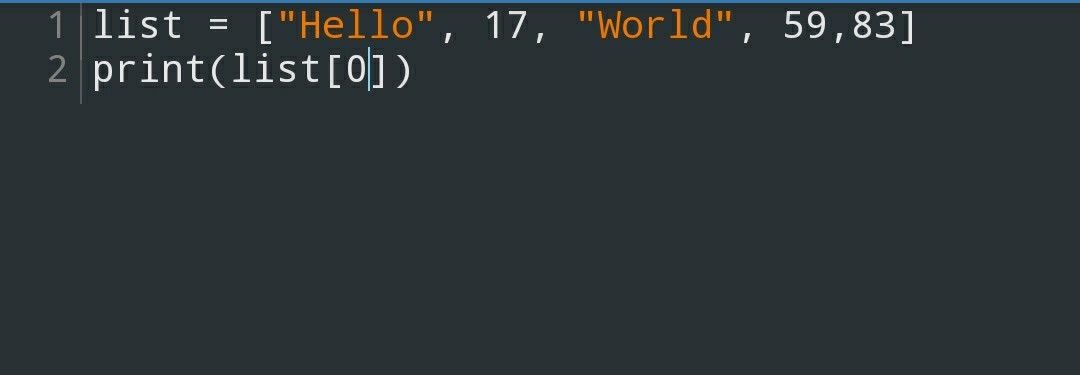 1 list = ["Hello", 17, "World", 59,83]
2 print(list[0])